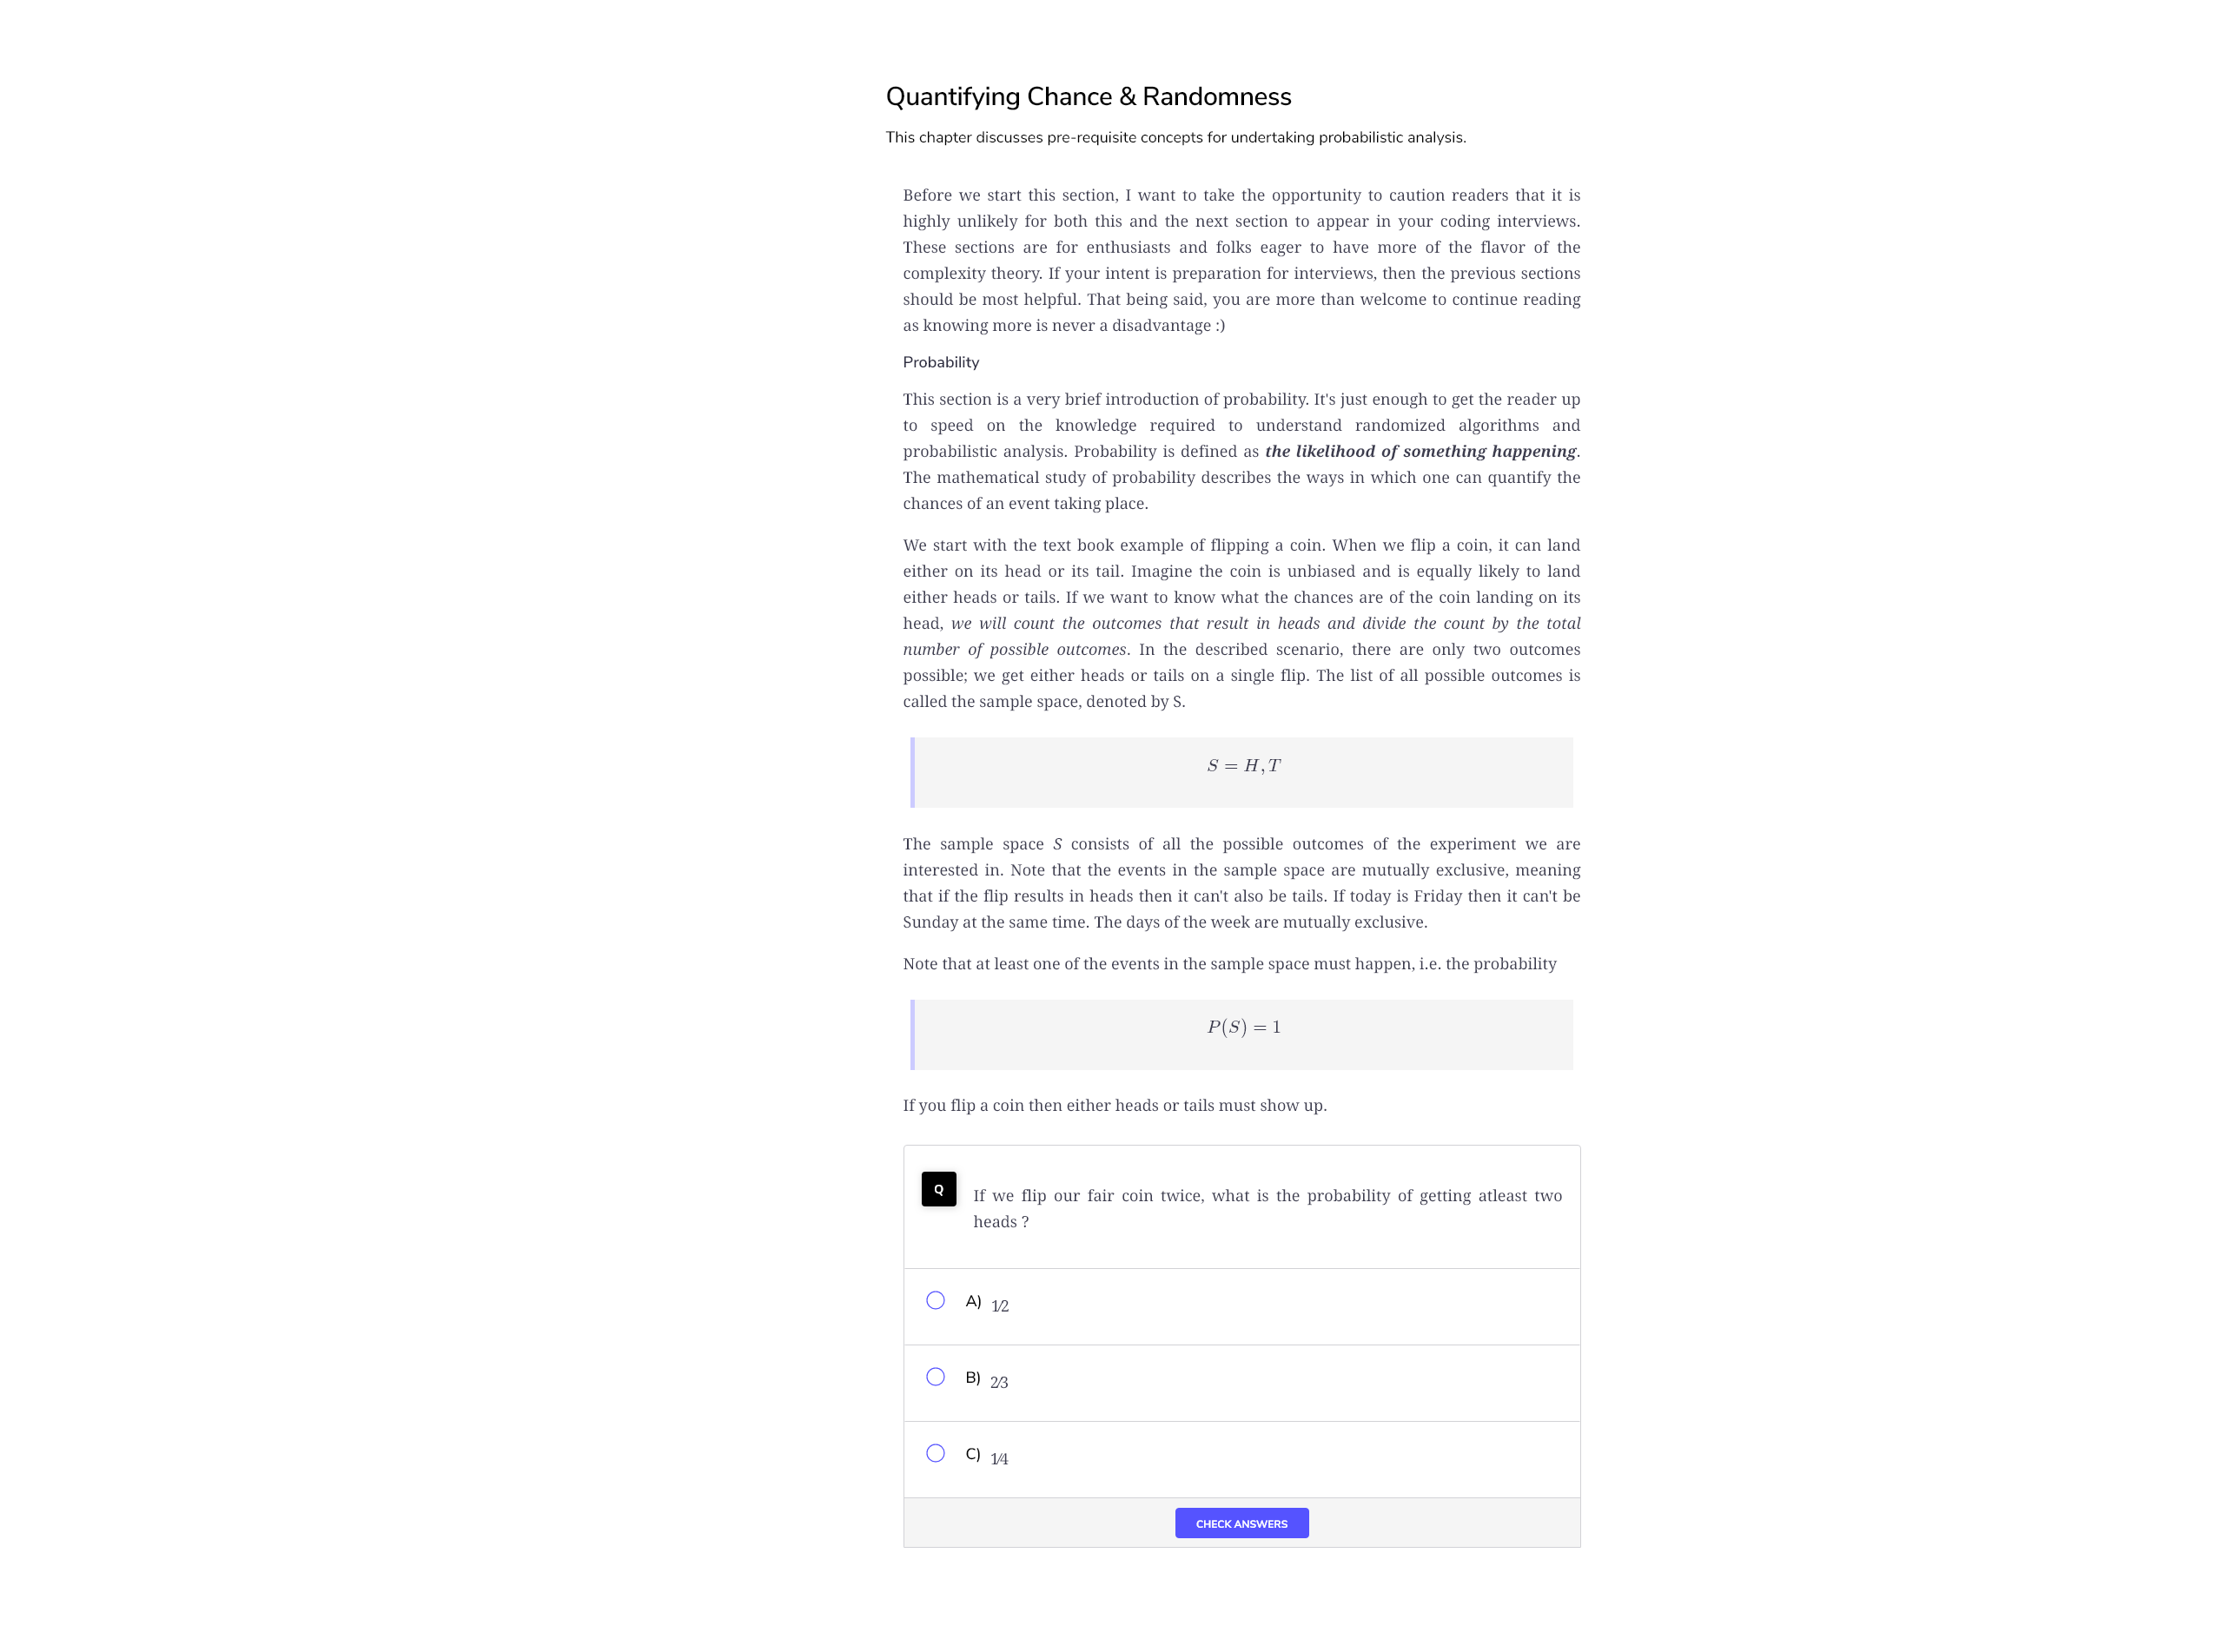 Quantifying Chance & Randomness
This chapter discusses pre-requisite concepts for undertaking probabilistic analysis.
Before we start this section, I want to take the opportunity to caution readers that it is
highly unlikely for both this and the next section to appear in your coding interviews.
These sections are for enthusiasts and folks eager to have more of the flavor of the
complexity theory. If your intent is preparation for interviews, then the previous sections
should be most helpful. That being said, you are more than welcome to continue reading
as knowing more is never a disadvantage :)
Probability
This section is a very brief introduction of probability. It's just enough to get the reader up
to speed on the knowledge required to understand randomized algorithms and
probabilistic analysis. Probability is defined as the likelihood of something happening.
The mathematical study of probability describes the ways in which one can quantify the
chances of an event taking place.
We start with the text book example of flipping a coin. When we flip a coin, it can land
either on its head or its tail. Imagine the coin is unbiased and is equally likely to land
either heads or tails. If we want to know what the chances are of the coin landing on its
head, we will count the outcomes that result in heads and divide the count by the total
number of possible outcomes. In the described scenario, there are only two outcomes
possible; we get either heads or tails on a single flip. The list of all possible outcomes is
called the sample space, denoted by S.
S = H, T
The sample space S consists of all the possible outcomes of the experiment we are
interested in. Note that the events in the sample space are mutually exclusive, meaning
that if the flip results in heads then it can't also be tails. If today is Friday then it can't be
Sunday at the same time. The days of the week are mutually exclusive.
Note that at least one of the events in the sample space must happen, i.e. the probability
P(S) = 1
If you flip a coin then either heads or tails must show up.
Q
If we flip our fair coin twice, what is the probability of getting atleast two
heads ?
A) 1⁄2
B) 2⁄3
C) 1⁄4
CHECK ANSWERS